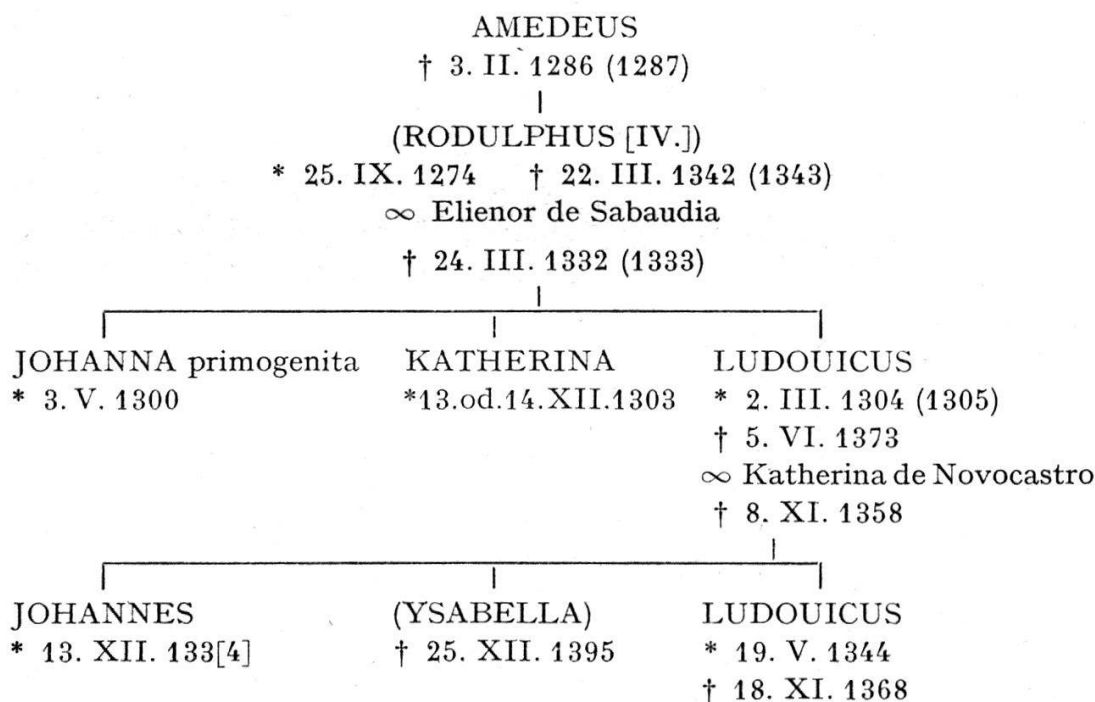 AMEDEUS
† 3. II. 1286 (1287)
(RODULPHUS [IV.])
* 25. IX. 1274 † 22. III. 1342 (1343)
∞ Elienor de Sabaudia
† 24. III. 1332 (1333)
JOHANNA primogenita KATHERINA LUDOUICUS
* 3. V. 1300 *13.od.14.XII.1303 * 2. III. 1304 (1305)
† 5. VI. 1373
∞ Katherina de Novocastro
† 8. XI. 1358
JOHANNES (YSABELLA) LUDOUICUS
* 13. XII. 133[4] † 25. XII. 1395 * 19. V. 1344
† 18. XI. 1368